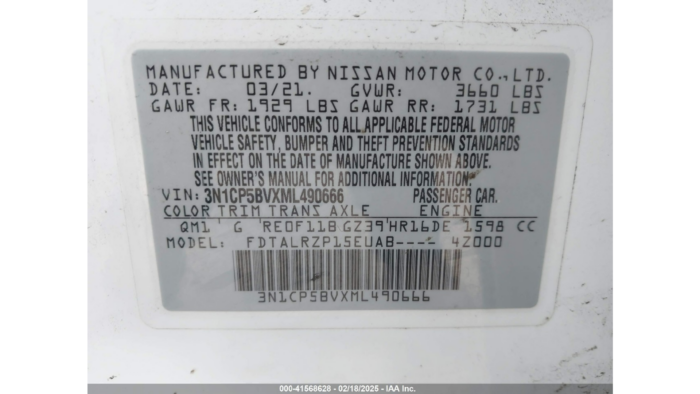 MANUFACTURED BY NISSAN MOTOR CO., LTD.
DATE: 03/21. GVWR: 3660 LBS
GAWR FR: 1929 LBS GAWR RR: 1731 LBS
THIS VEHICLE CONFORMS TO ALL APPLICABLE FEDERAL MOTOR
VEHICLE SAFETY, BUMPER AND THEFT PREVENTION STANDARDS
IN EFFECT ON THE DATE OF MANUFACTURE SHOWN ABOVE.
SEE OWNER'S MANUAL FOR ADDITIONAL INFORMATION.
VIN: 3N1CP5BVXML490666 PASSENGER CAR.
COLOR TRIM TRANS AXLE ENGINE
QM1 G RE0F11B GZ39 HR16DE 1598 CC
MODEL: FDTALRZP15EUAB---- 4Z000
3N1CP5BVXML490666
000-41568628 - 02/18/2025 - IAA Inc.